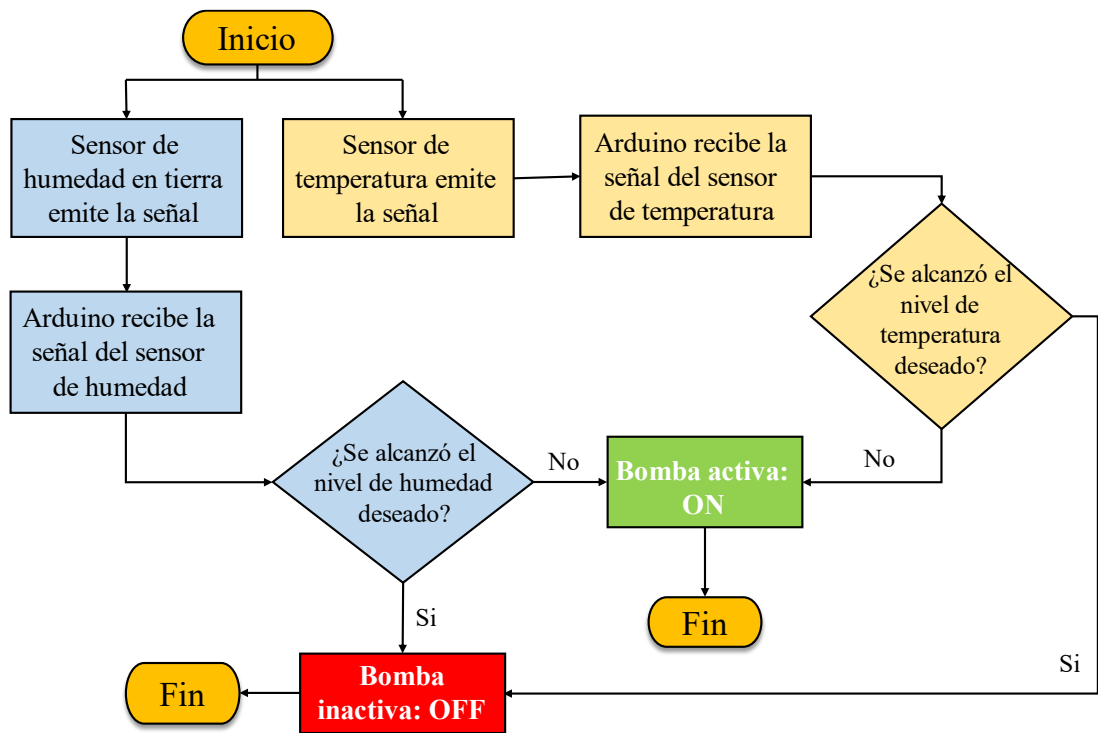 Inicio
Sensor de
humedad en tierra
emite la señal
Sensor de
temperatura emite
la señal
Arduino recibe la
señal del sensor
de temperatura
¿Se alcanzó el
nivel de
temperatura
deseado?
Arduino recibe la
señal del sensor
de humedad
¿Se alcanzó el
nivel de humedad
deseado?
No
Bomba activa:
ON
No
Si
Fin
Si
Bomba
inactiva: OFF
Fin